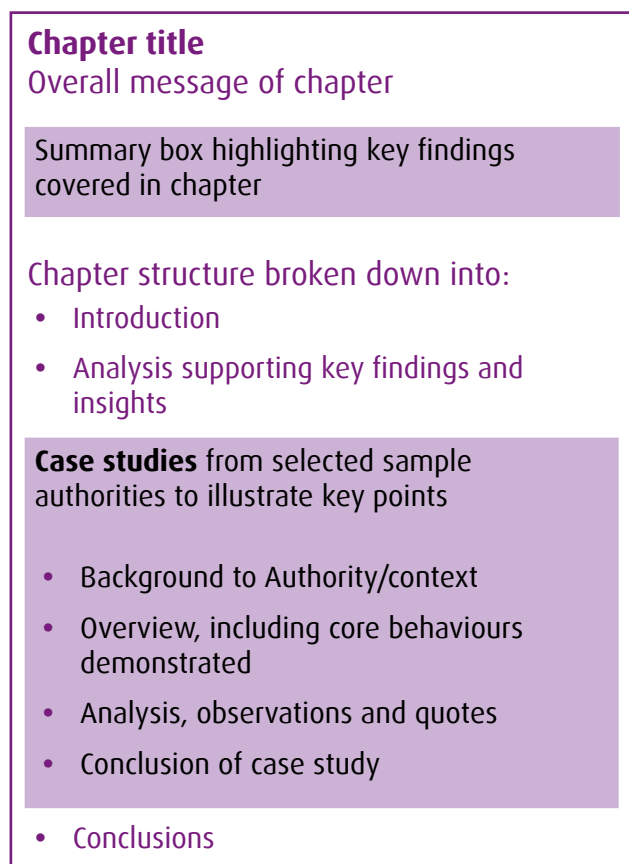 Chapter title
Overall message of chapter
Summary box highlighting key findings
covered in chapter
Chapter structure broken down into:
• Introduction
• Analysis supporting key findings and
insights
Case studies from selected sample
authorities to illustrate key points
• Background to Authority/context
• Overview, including core behaviours
demonstrated
• Analysis, observations and quotes
• Conclusion of case study
• Conclusions